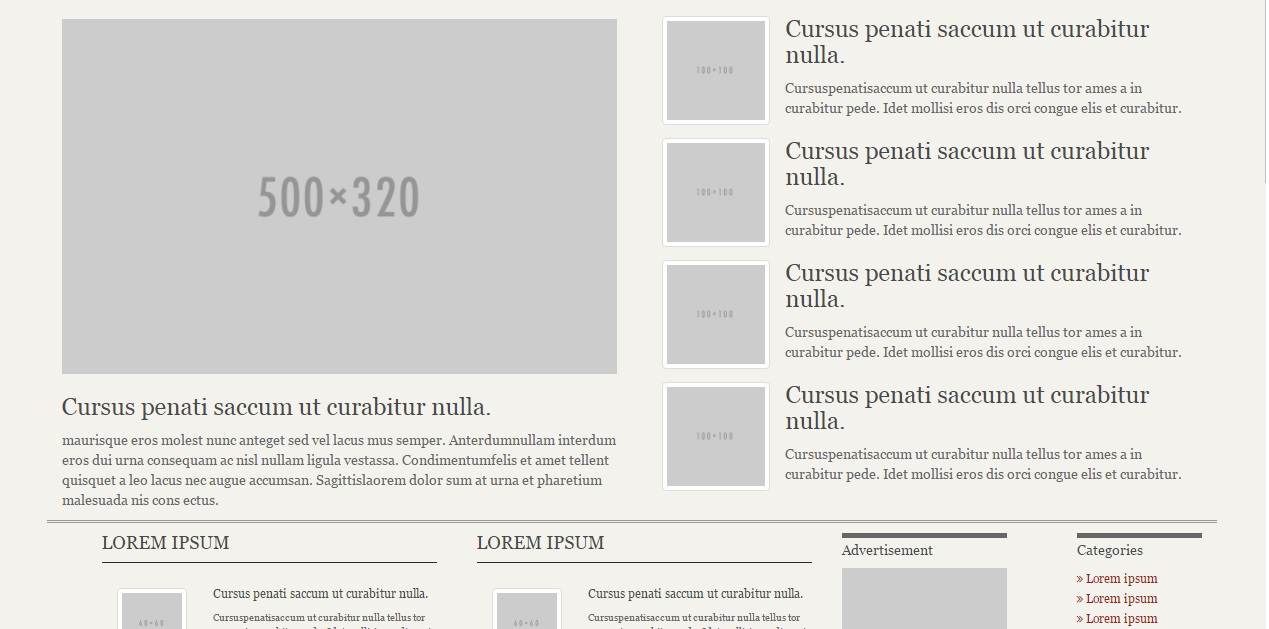 500×320
Cursus penati saccum ut curabitur nulla.
maurisque eros molest nunc anteget sed vel lacus mus semper. Anterdumnullam interdum
eros dui urna consequam ac nisl nullam ligula vestassa. Condimentumfelis et amet tellent
quisquet a leo lacus nec augue accumsan. Sagittislaorem dolor sum at urna et pharetium
malesuada nis cons ectus.
100×100
Cursus penati saccum ut curabitur
nulla.
Cursuspenatisaccum ut curabitur nulla tellus tor ames a in
curabitur pede. Idet mollisi eros dis orci congue elis et curabitur.
100×100
Cursus penati saccum ut curabitur
nulla.
Cursuspenatisaccum ut curabitur nulla tellus tor ames a in
curabitur pede. Idet mollisi eros dis orci congue elis et curabitur.
100×100
Cursus penati saccum ut curabitur
nulla.
Cursuspenatisaccum ut curabitur nulla tellus tor ames a in
curabitur pede. Idet mollisi eros dis orci congue elis et curabitur.
100×100
Cursus penati saccum ut curabitur
nulla.
Cursuspenatisaccum ut curabitur nulla tellus tor ames a in
curabitur pede. Idet mollisi eros dis orci congue elis et curabitur.
LOREM IPSUM
60×60
Cursus penati saccum ut curabitur nulla.
Cursuspenatisaccum ut curabitur nulla tellus tor
LOREM IPSUM
60×60
Cursus penati saccum ut curabitur nulla.
Cursuspenatisaccum ut curabitur nulla tellus tor
Advertisement
Categories
» Lorem ipsum
» Lorem ipsum
» Lorem ipsum